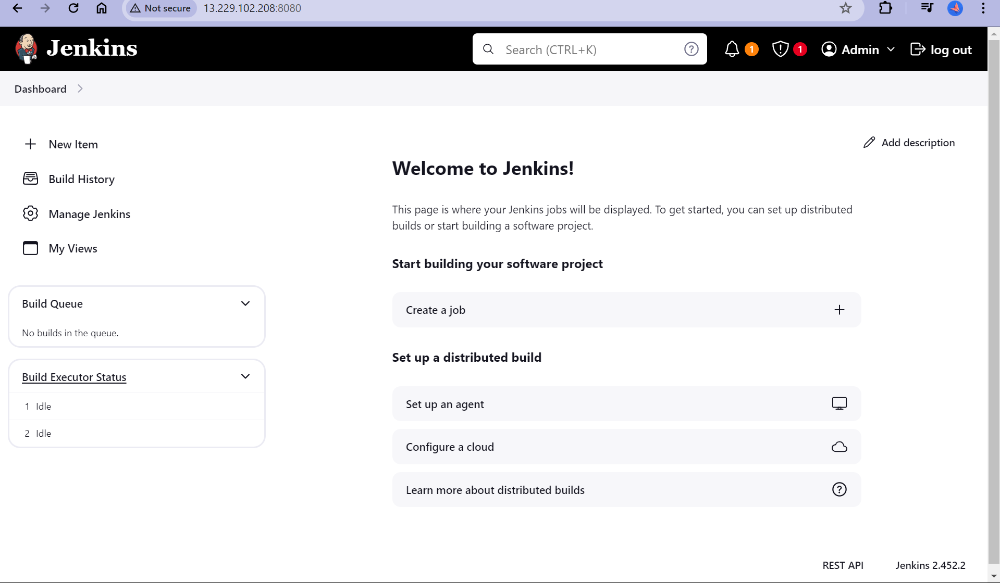 Not secure 13.229.102.208:8080
Jenkins
Search (CTRL+K)
?
1
!
1
Admin
log out
Dashboard
New Item
Build History
Manage Jenkins
My Views
Build Queue
No builds in the queue.
Build Executor Status
1 Idle
2 Idle
Add description
Welcome to Jenkins!
This page is where your Jenkins jobs will be displayed. To get started, you can set up distributed
builds or start building a software project.
Start building your software project
Create a job
Set up a distributed build
Set up an agent
Configure a cloud
Learn more about distributed builds
?
REST API
Jenkins 2.452.2